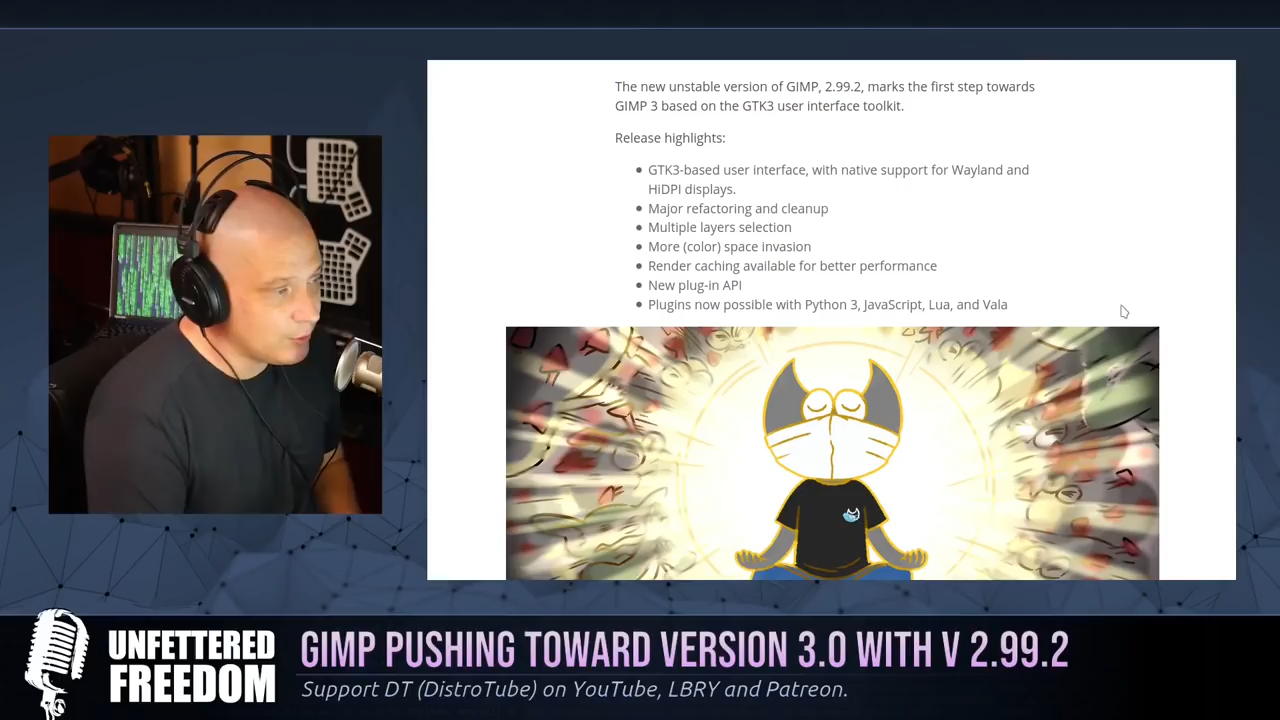 The new unstable version of GIMP, 2.99.2, marks the first step towards
GIMP 3 based on the GTK3 user interface toolkit.
Release highlights:
GTK3-based user interface, with native support for Wayland and
HiDPI displays.
Major refactoring and cleanup
Multiple layers selection
More (color) space invasion
Render caching available for better performance
New plug-in API
Plugins now possible with Python 3, JavaScript, Lua, and Vala
UNFETTERED
FREEDOM
GIMP PUSHING TOWARD VERSION 3.0 WITH V 2.99.2
Support DT (DistroTube) on YouTube, LBRY and Patreon.